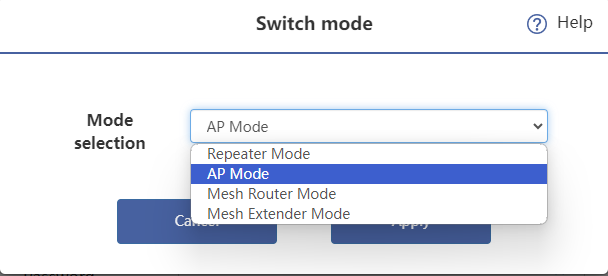 Switch mode
Help
Mode
selection
AP Mode
Repeater Mode
AP Mode
Mesh Router Mode
Mesh Extender Mode
Cancel
Apply